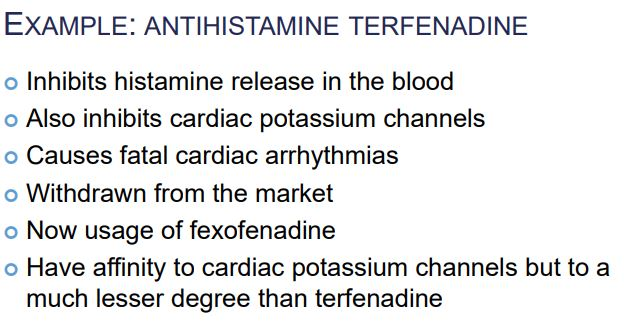 EXAMPLE: ANTIHISTAMINE TERFENADINE
Inhibits histamine release in the blood
Also inhibits cardiac potassium channels
Causes fatal cardiac arrhythmias
Withdrawn from the market
Now usage of fexofenadine
Have affinity to cardiac potassium channels but to a
much lesser degree than terfenadine